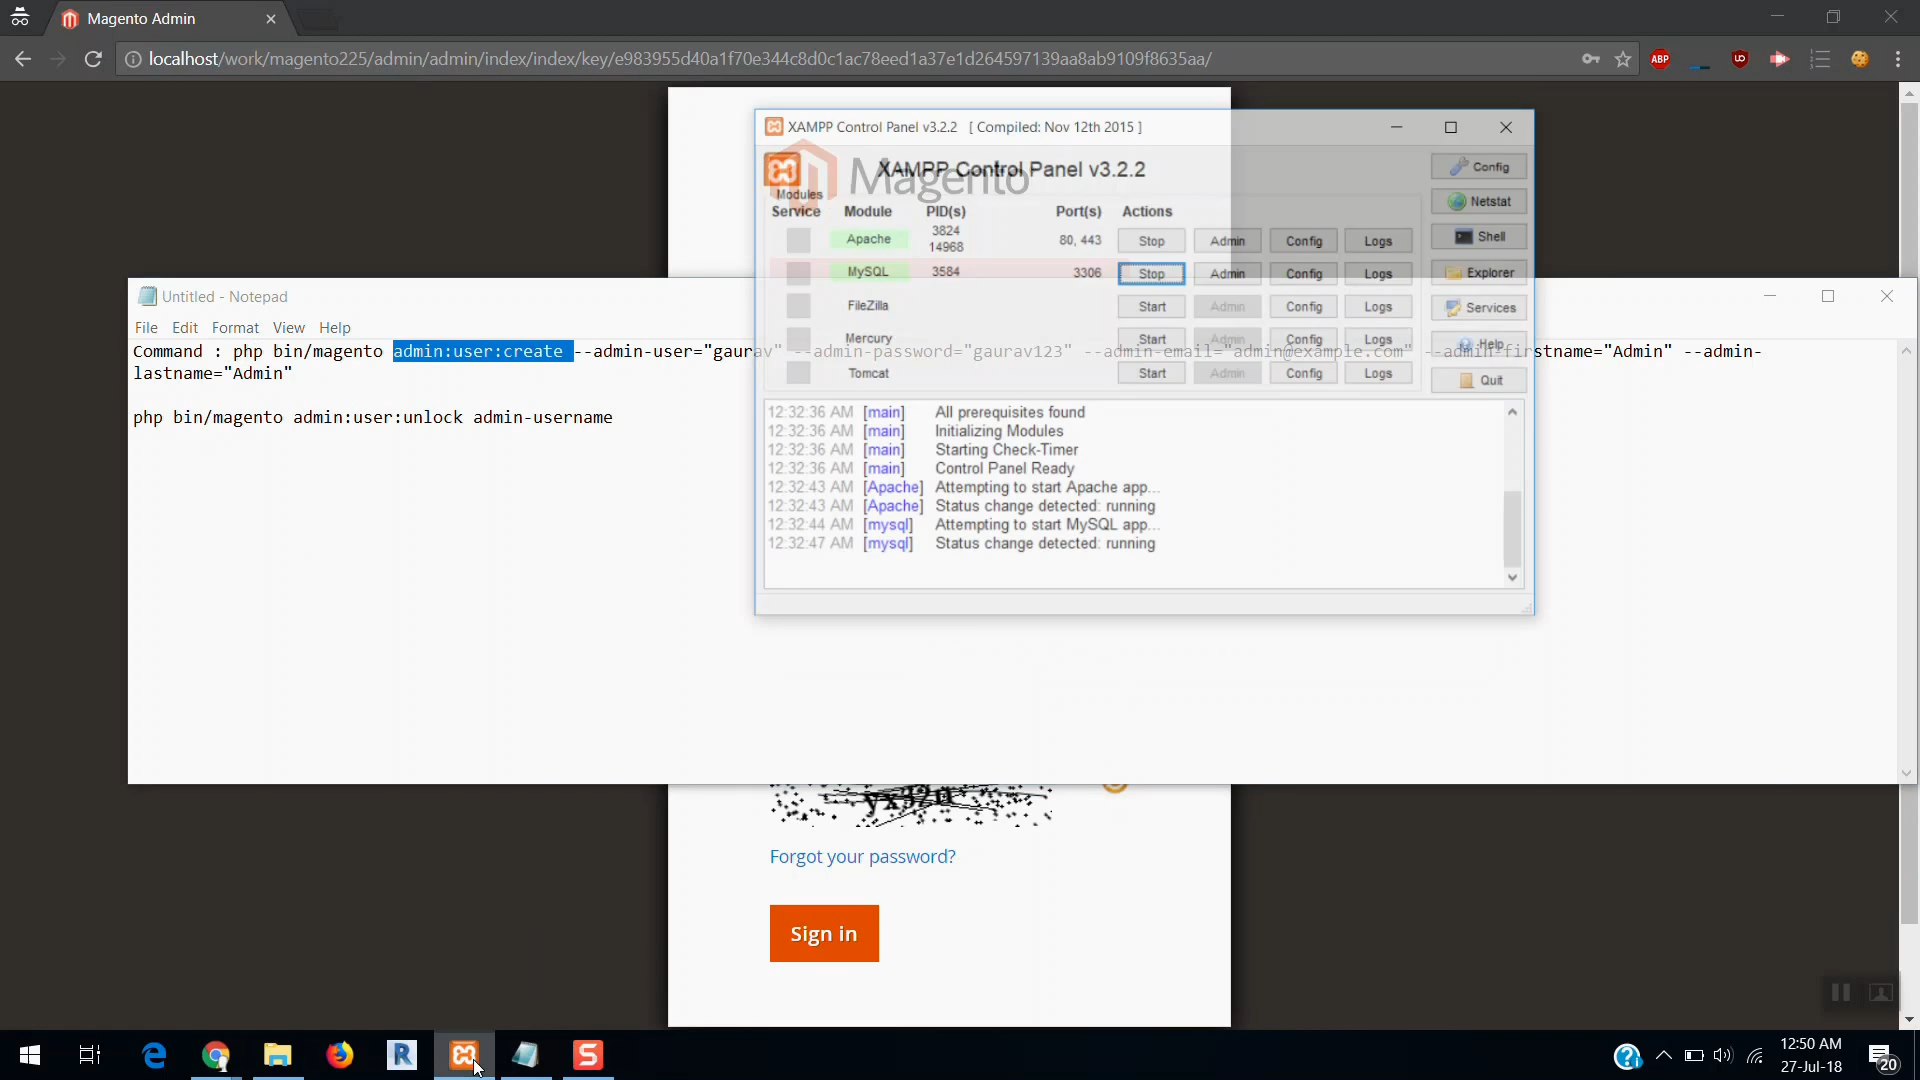 Magento Admin
localhost/work/magento225/admin/admin/index/index/key/e983955d40a1f70e344c8d0c1ac78eed1a37e1d264597139aa8ab9109f8635aa/
ABP
XAMPP Control Panel v3.2.2 [ Compiled: Nov 12th 2015 ]
Magento
XAMPP Control Panel v3.2.2
Config
Modules
Service Module PID(s) Port(s) Actions
Netstat
Apache 3824 14968 80, 443 Stop Admin Config Logs
Shell
MySQL 3584 3306 Stop Admin Config Logs
Explorer
FileZilla Start Admin Config Logs
Services
Mercury Start Admin Config Logs
Help
Tomcat Start Admin Config Logs
Quit
12:32:36 AM [main] All prerequisites found
12:32:36 AM [main] Initializing Modules
12:32:36 AM [main] Starting Check-Timer
12:32:36 AM [main] Control Panel Ready
12:32:43 AM [Apache] Attempting to start Apache app...
12:32:43 AM [Apache] Status change detected: running
12:32:44 AM [mysql] Attempting to start MySQL app...
12:32:47 AM [mysql] Status change detected: running
Untitled - Notepad
File Edit Format View Help
Command : php bin/magento admin:user:create --admin-user="gaurav" --admin-password="gaurav123" --admin-email="admin@example.com" --admin-firstname="Admin" --admin-
lastname="Admin"
php bin/magento admin:user:unlock admin-username
yx32n
Forgot your password?
Sign in
12:50 AM
27-Jul-18
20